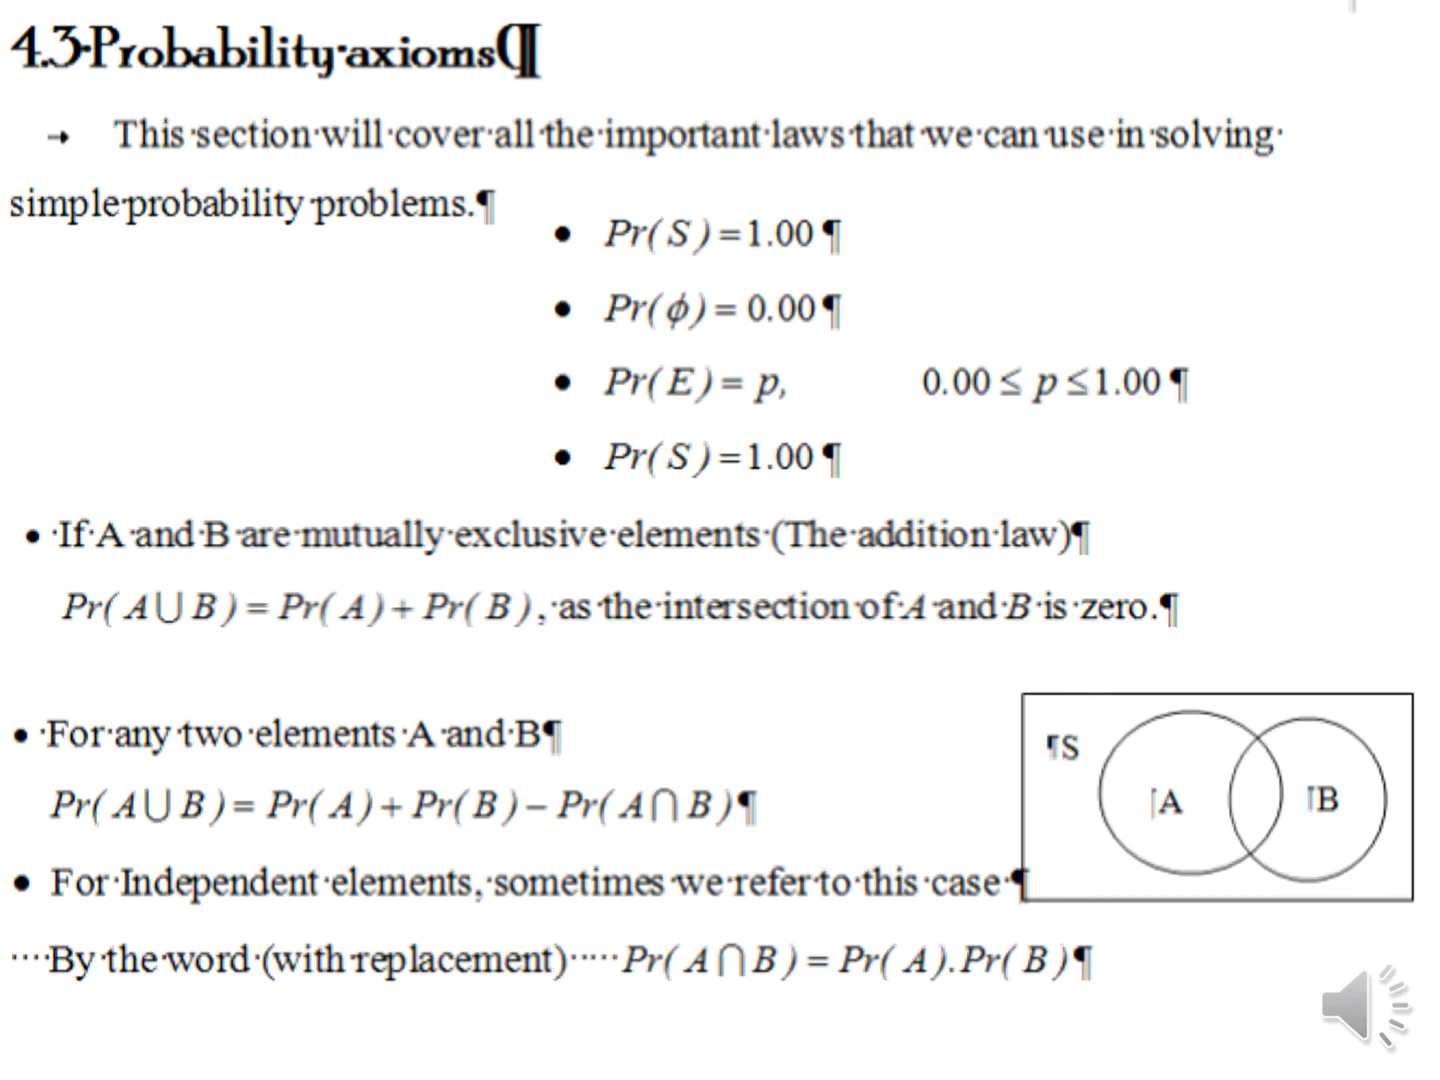 4.3·Probability·axioms(¶
→ This·section·will·cover·all·the·important·laws·that·we·can·use·in·solving·
simple·probability·problems.¶
• Pr(S)=1.00¶
• Pr(ϕ)=0.00¶
• Pr(E)=p, 0.00≤p≤1.00¶
• Pr(S)=1.00¶
•·If·A·and·B·are·mutually·exclusive·elements·(The·addition·law)¶
Pr(A∪B)=Pr(A)+Pr(B),·as·the·intersection·of·A·and·B·is·zero.¶
•·For·any·two·elements·A·and·B¶
¶S
A
B
Pr(A∪B)=Pr(A)+Pr(B)−Pr(A∩B)¶
• For·Independent·elements,·sometimes·we·refer·to·this·case·¶
····By·the·word·(with·replacement)·····Pr(A∩B)=Pr(A).Pr(B)¶